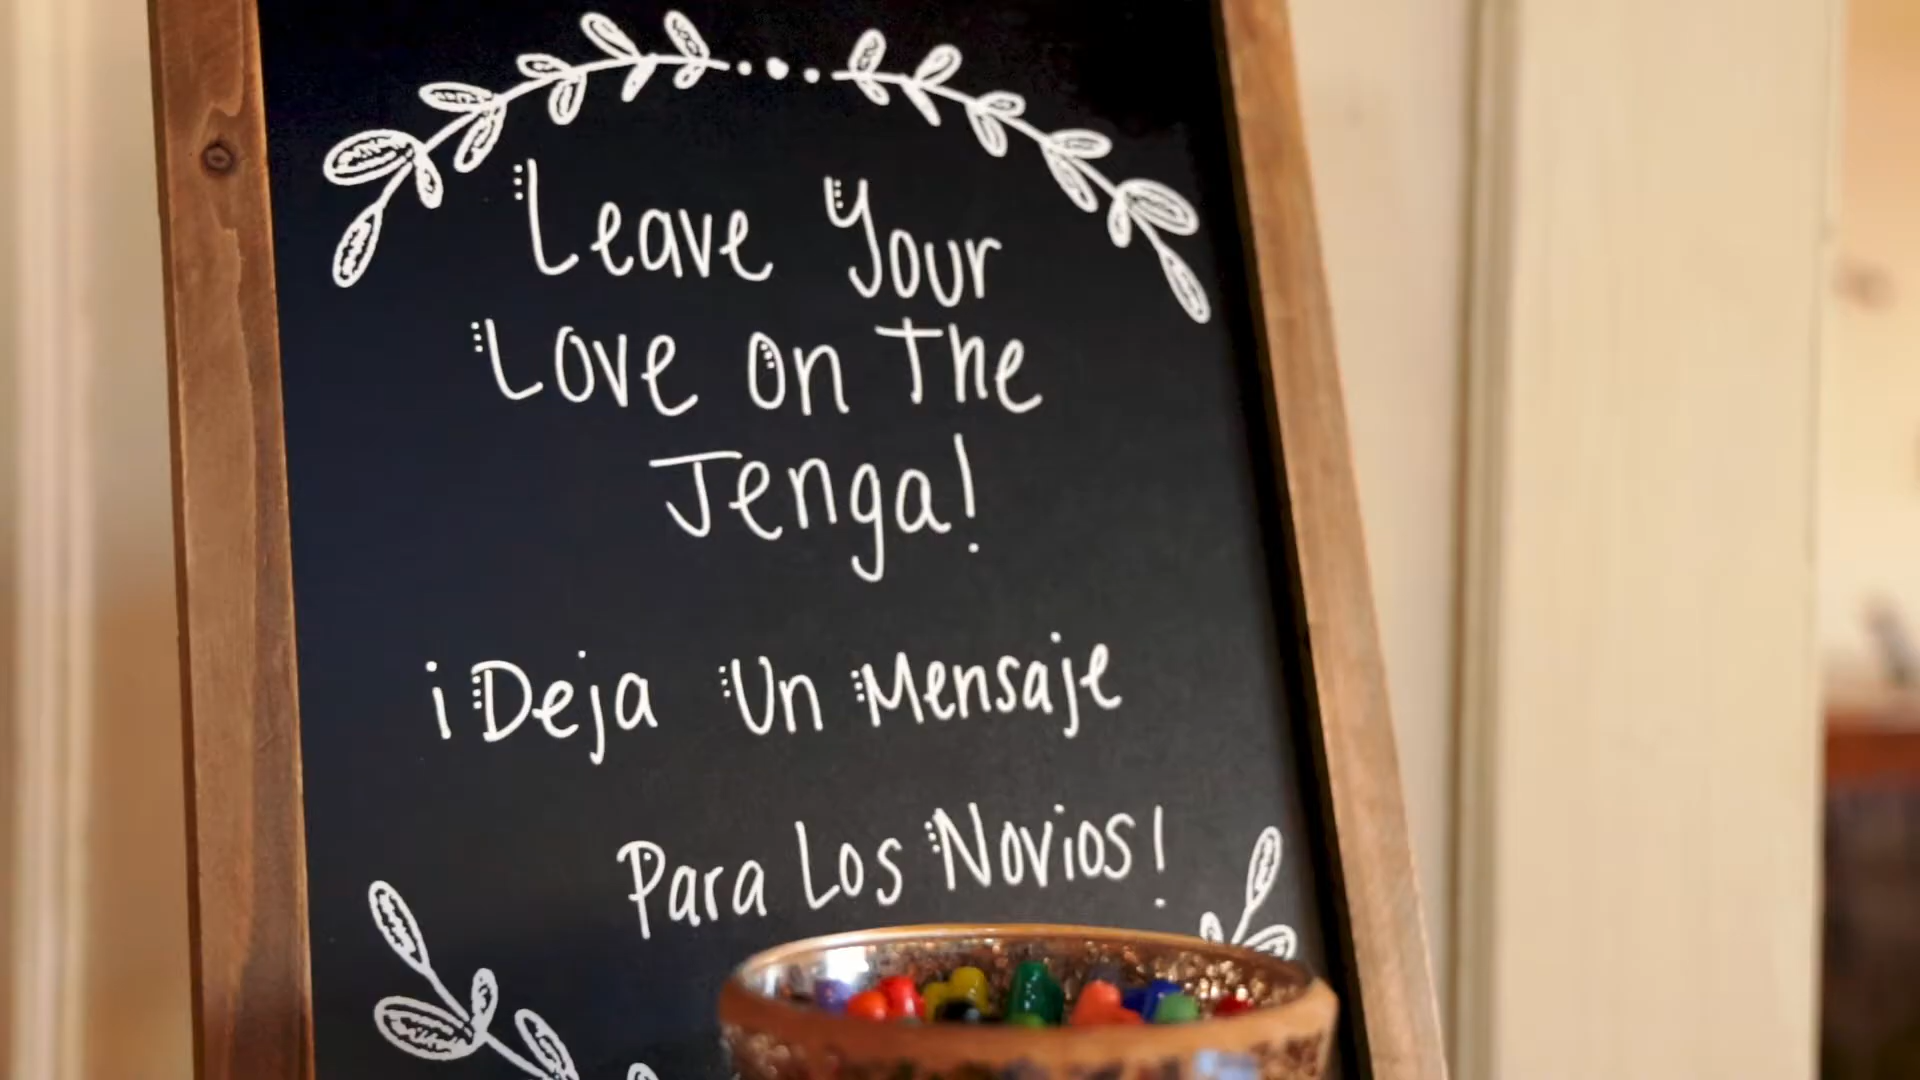 Leave Your
Love on The
Jenga!
¡Deja Un Mensaje
Para Los Novios!